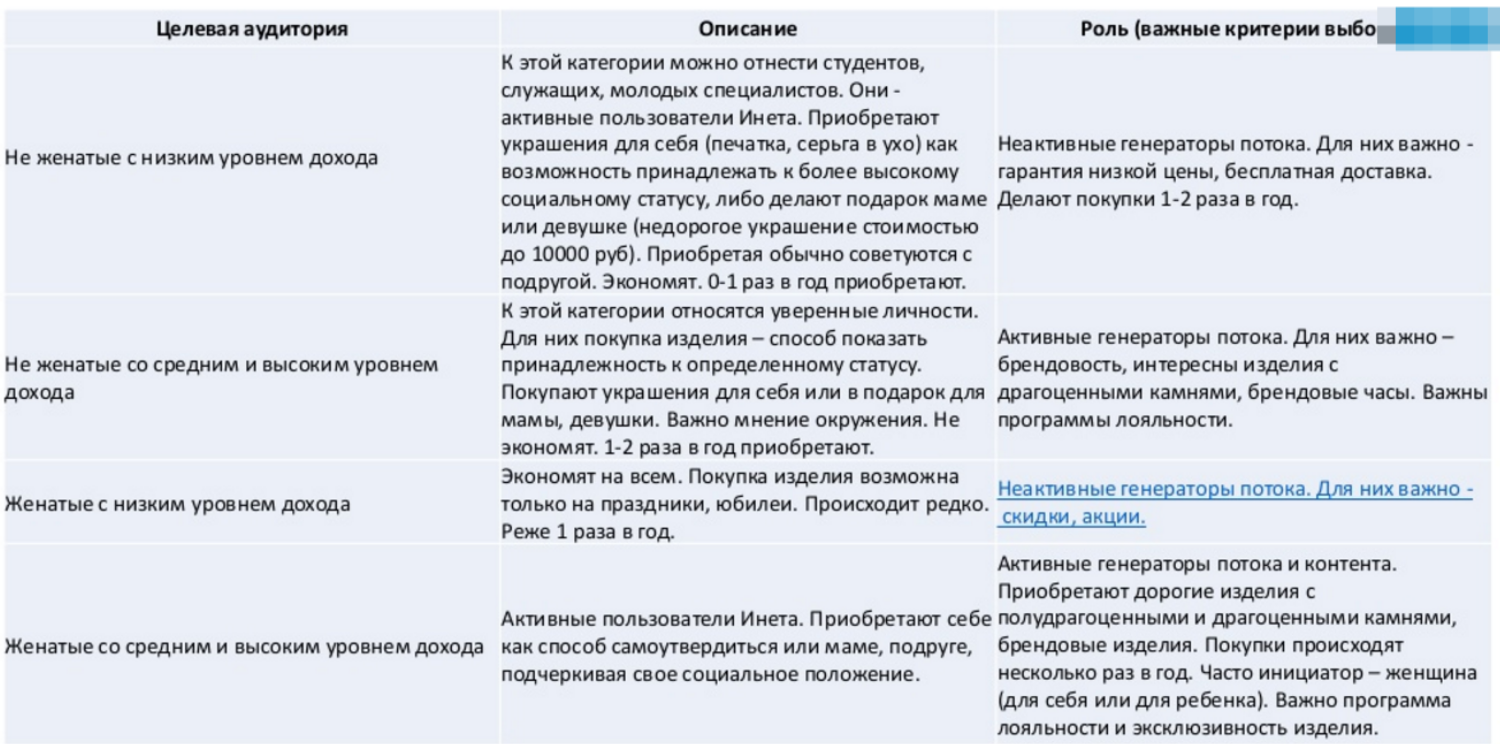 Целевая аудитория
Описание
Роль (важные критерии
Не женатые с низким уровнем дохода
К этой категории можно отнести студентов,
служащих, молодых специалистов. Они -
активные пользователи Инета. Приобретают
украшения для себя (печатка, серьга в ухо) как
возможность принадлежать к более высокому
социальному статусу, либо делают подарок маме
или девушке (недорогое украшение стоимостью
до 10000 руб). Приобретая обычно советуются с
подругой. Экономят. 0-1 раз в год приобретают.
Неактивные генераторы потока. Для них важно -
гарантия низкой цены, бесплатная доставка.
Делают покупки 1-2 раза в год.
Не женатые со средним и высоким уровнем
дохода
К этой категории относятся уверенные личности.
Для них покупка изделия – способ показать
принадлежность к определенному статусу.
Покупают украшения для себя или в подарок для
мамы, девушки. Важно мнение окружения. Не
экономят. 1-2 раза в год приобретают.
Активные генераторы потока. Для них важно –
брендовость, интересны изделия с
драгоценными камнями, брендовые часы. Важны
программы лояльности.
Женатые с низким уровнем дохода
Экономят на всем. Покупка изделия возможна
только на праздники, юбилеи. Происходит редко.
Реже 1 раза в год.
Неактивные генераторы потока. Для них важно -
скидки, акции.
Женатые со средним и высоким уровнем дохода
Активные пользователи Инета. Приобретают себе
как способ самоутвердиться или маме, подруге,
подчеркивая свое социальное положение.
Активные генераторы потока и контента.
Приобретают дорогие изделия с
полудрагоценными и драгоценными камнями,
брендовые изделия. Покупки происходят
несколько раз в год. Часто инициатор – женщина
(для себя или для ребенка). Важно программа
лояльности и эксклюзивность изделия.